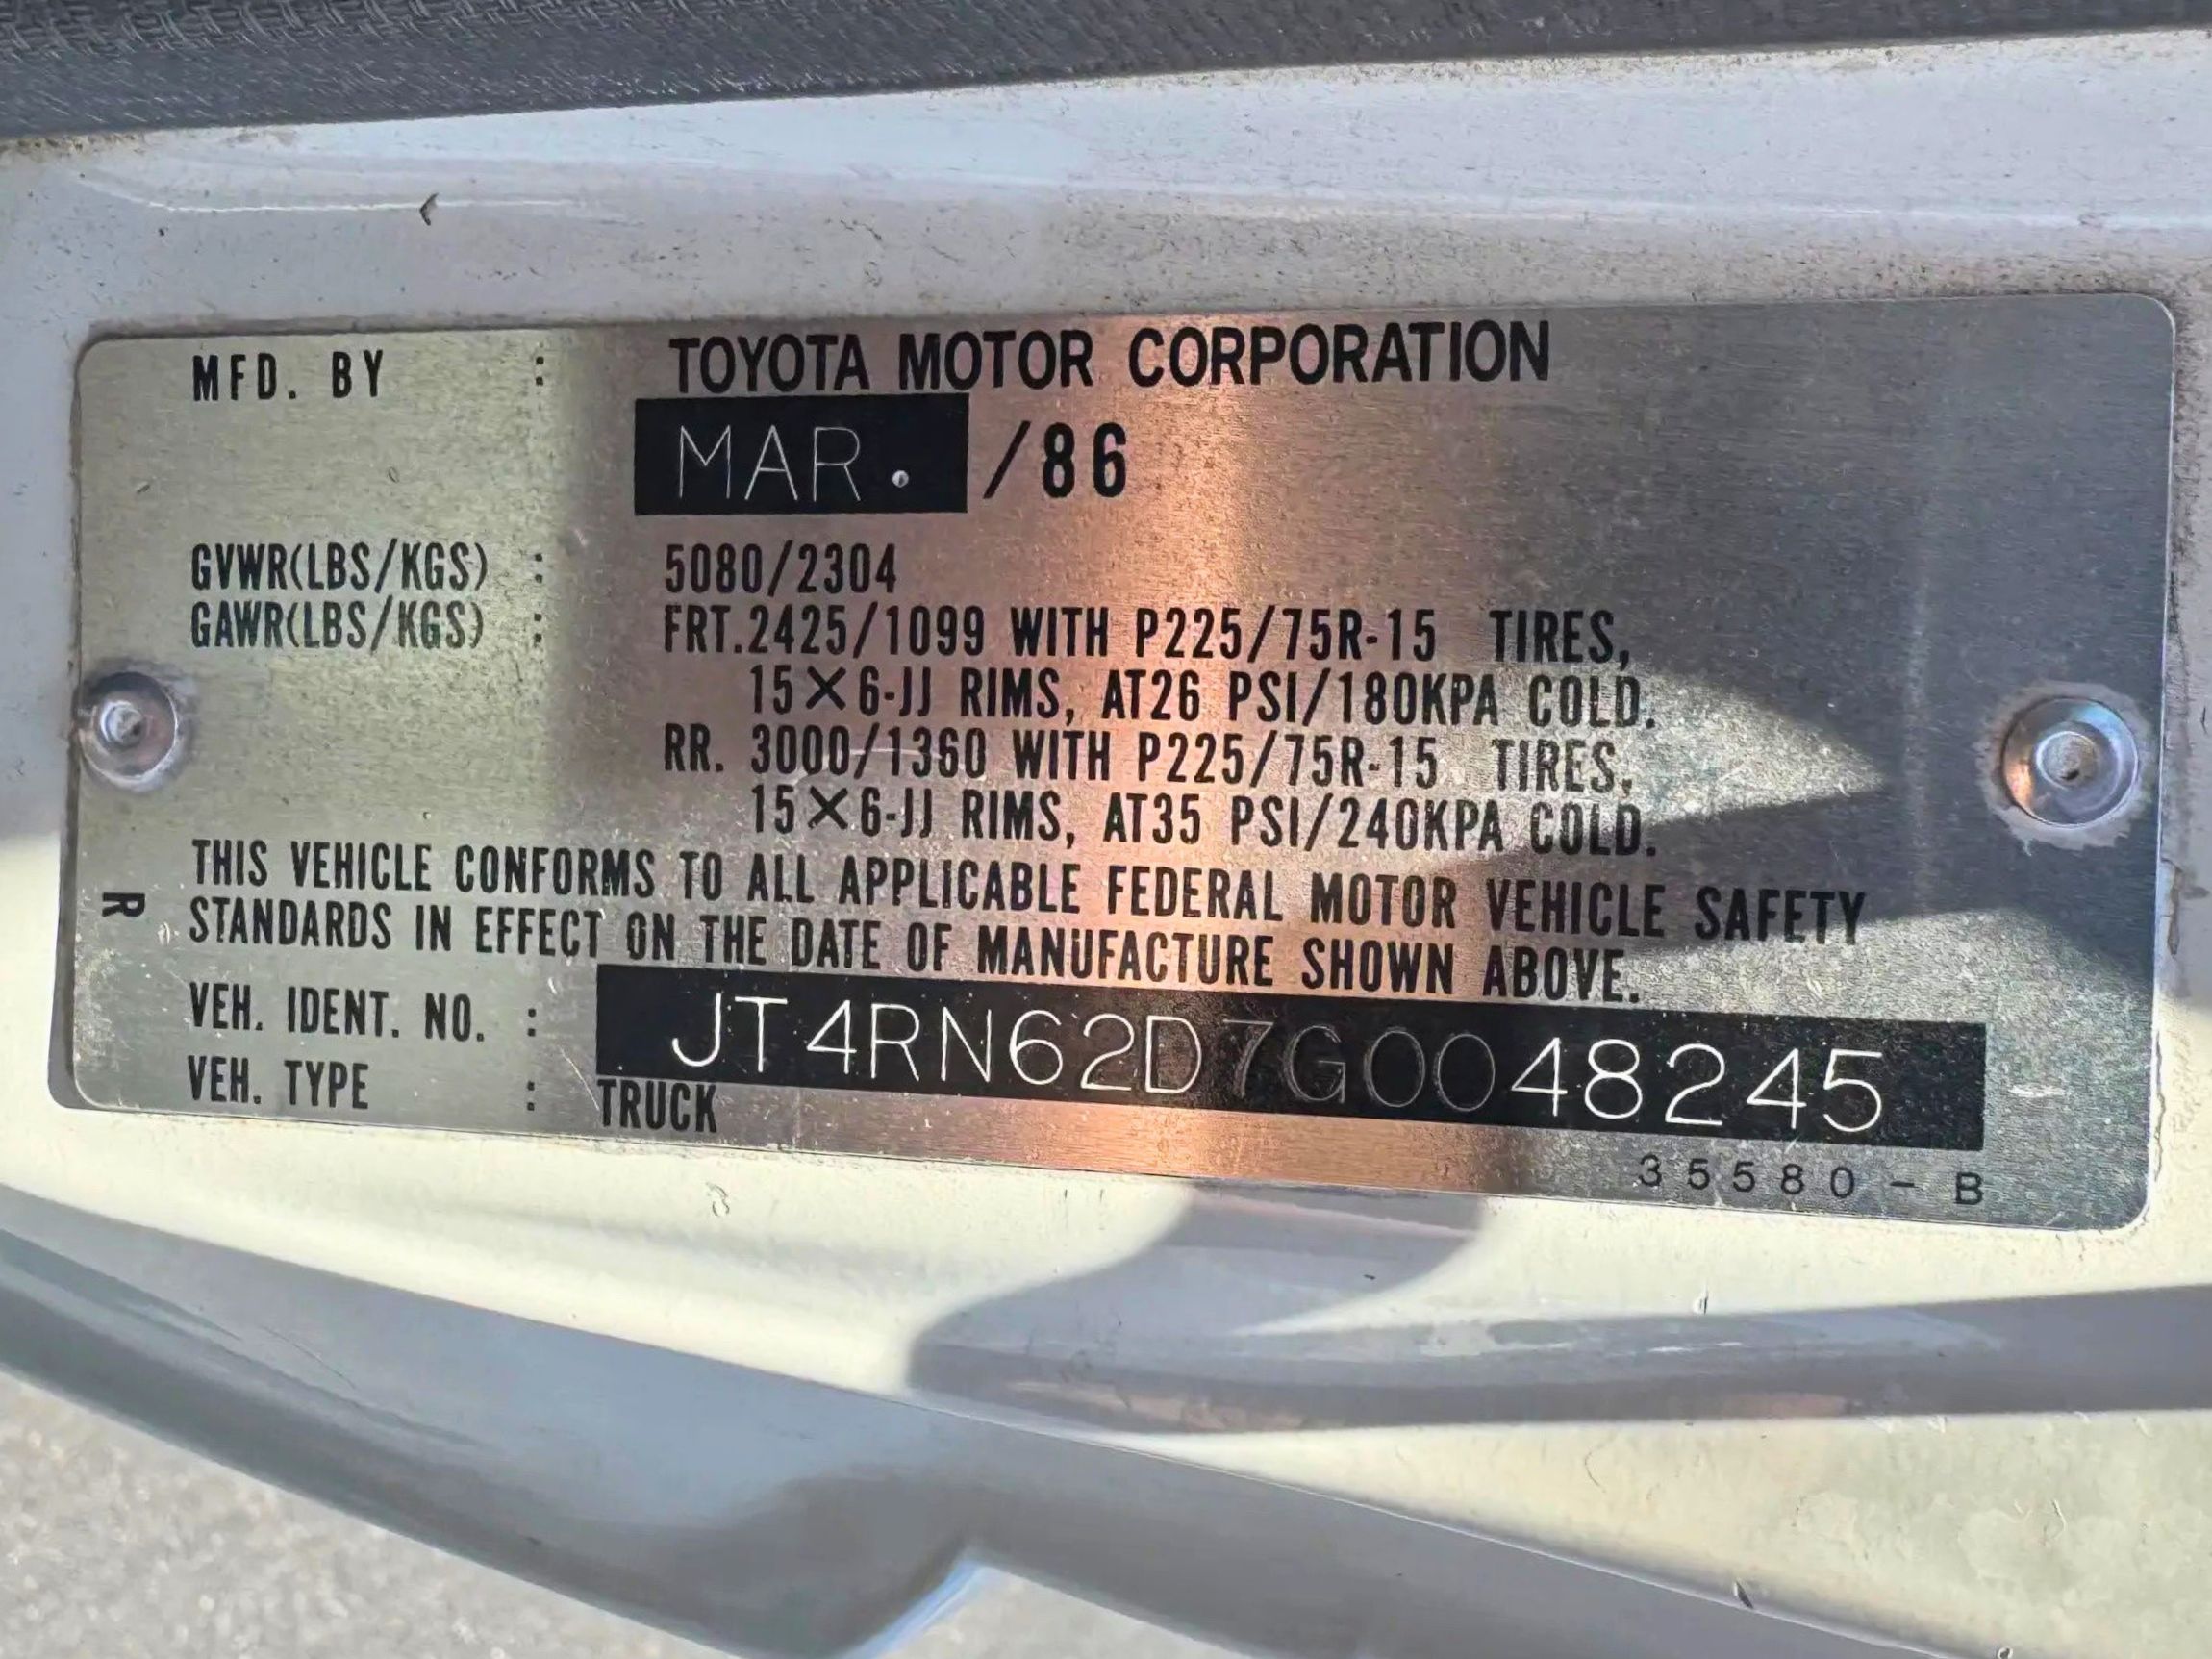 MFD. BY : TOYOTA MOTOR CORPORATION
MAR. /86
GVWR(LBS/KGS) : 5080/2304
GAWR(LBS/KGS) : FRT.2425/1099 WITH P225/75R-15 TIRES,
15×6-JJ RIMS, AT26 PSI/180KPA COLD.
RR. 3000/1360 WITH P225/75R-15 TIRES,
15×6-JJ RIMS, AT35 PSI/240KPA COLD.
THIS VEHICLE CONFORMS TO ALL APPLICABLE FEDERAL MOTOR VEHICLE SAFETY
STANDARDS IN EFFECT ON THE DATE OF MANUFACTURE SHOWN ABOVE.
R
VEH. IDENT. NO. : JT4RN62D7G0048245
VEH. TYPE : TRUCK
35580-B